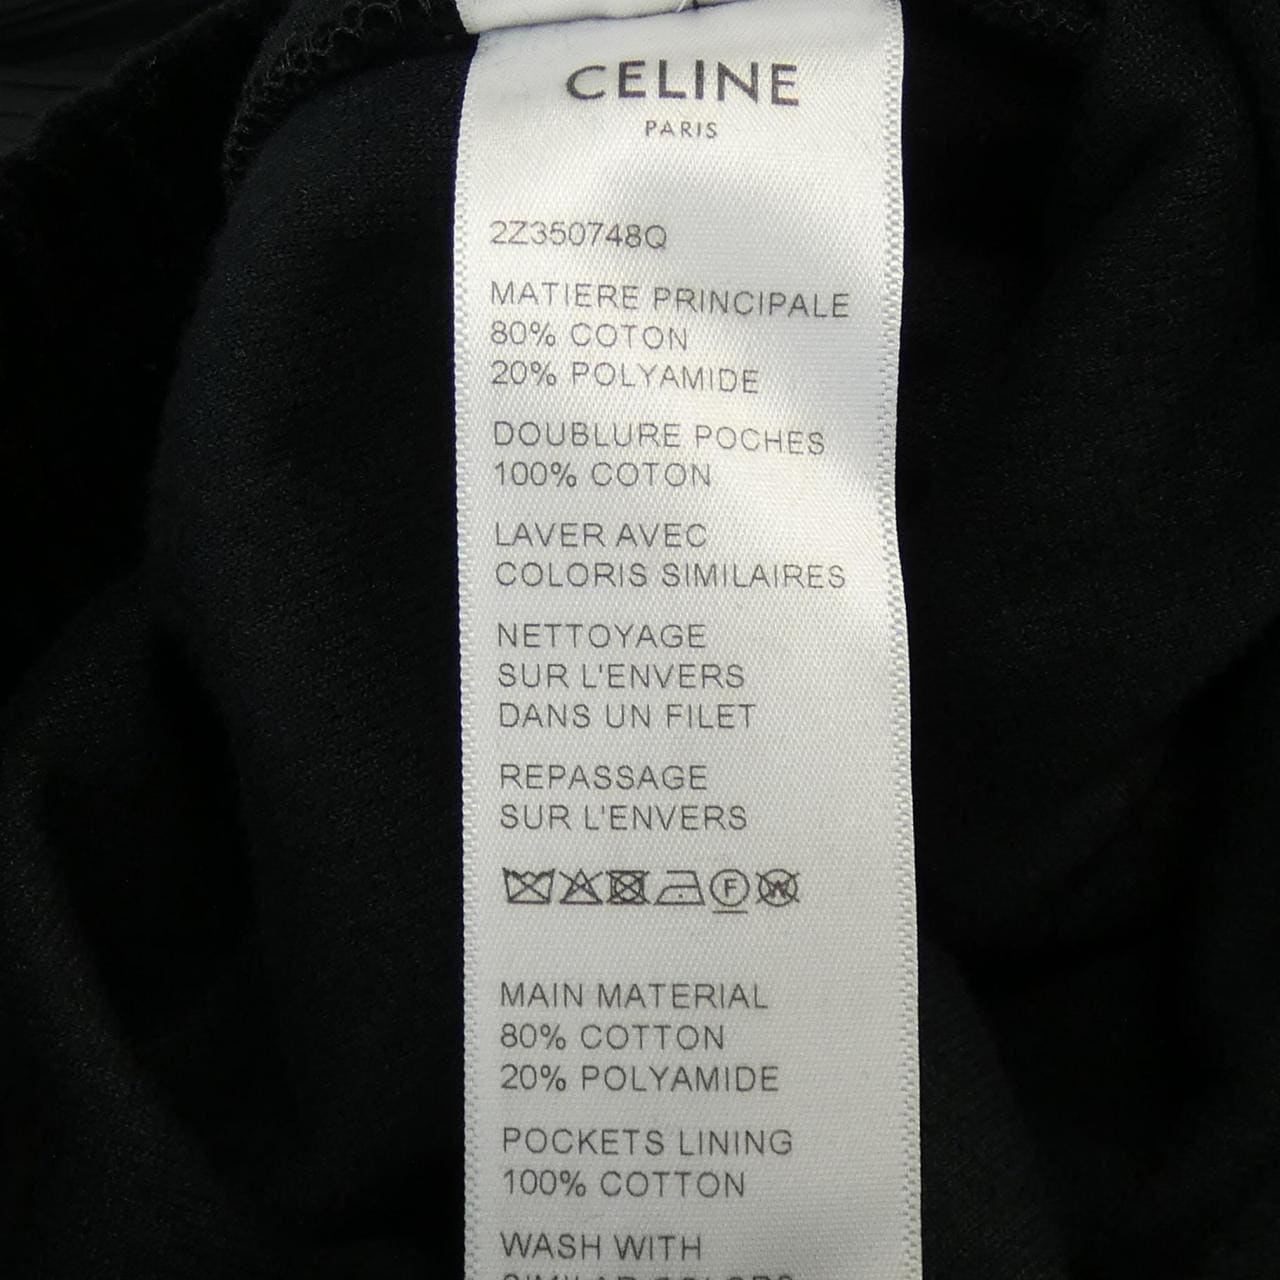 CELINE
PARIS
2Z350748Q
MATIERE PRINCIPALE
80% COTON
20% POLYAMIDE
DOUBLURE POCHES
100% COTON
LAVER AVEC
COLORIS SIMILAIRES
NETTOYAGE
SUR L'ENVERS
DANS UN FILET
REPASSAGE
SUR L'ENVERS
F W
MAIN MATERIAL
80% COTTON
20% POLYAMIDE
POCKETS LINING
100% COTTON
WASH WITH
SIMILAR COLORS